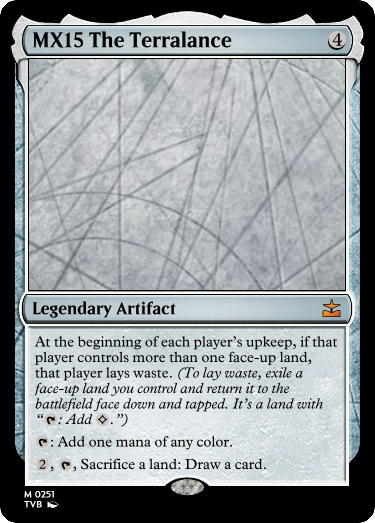 MX15 The Terralance 4
Legendary Artifact
At the beginning of each player's upkeep, if that
player controls more than one face-up land,
that player lays waste. (To lay waste, exile a
face-up land you control and return it to the
battlefield face down and tapped. It's a land with
": Add .")
: Add one mana of any color.
2, , Sacrifice a land: Draw a card.
M 0251
TVB